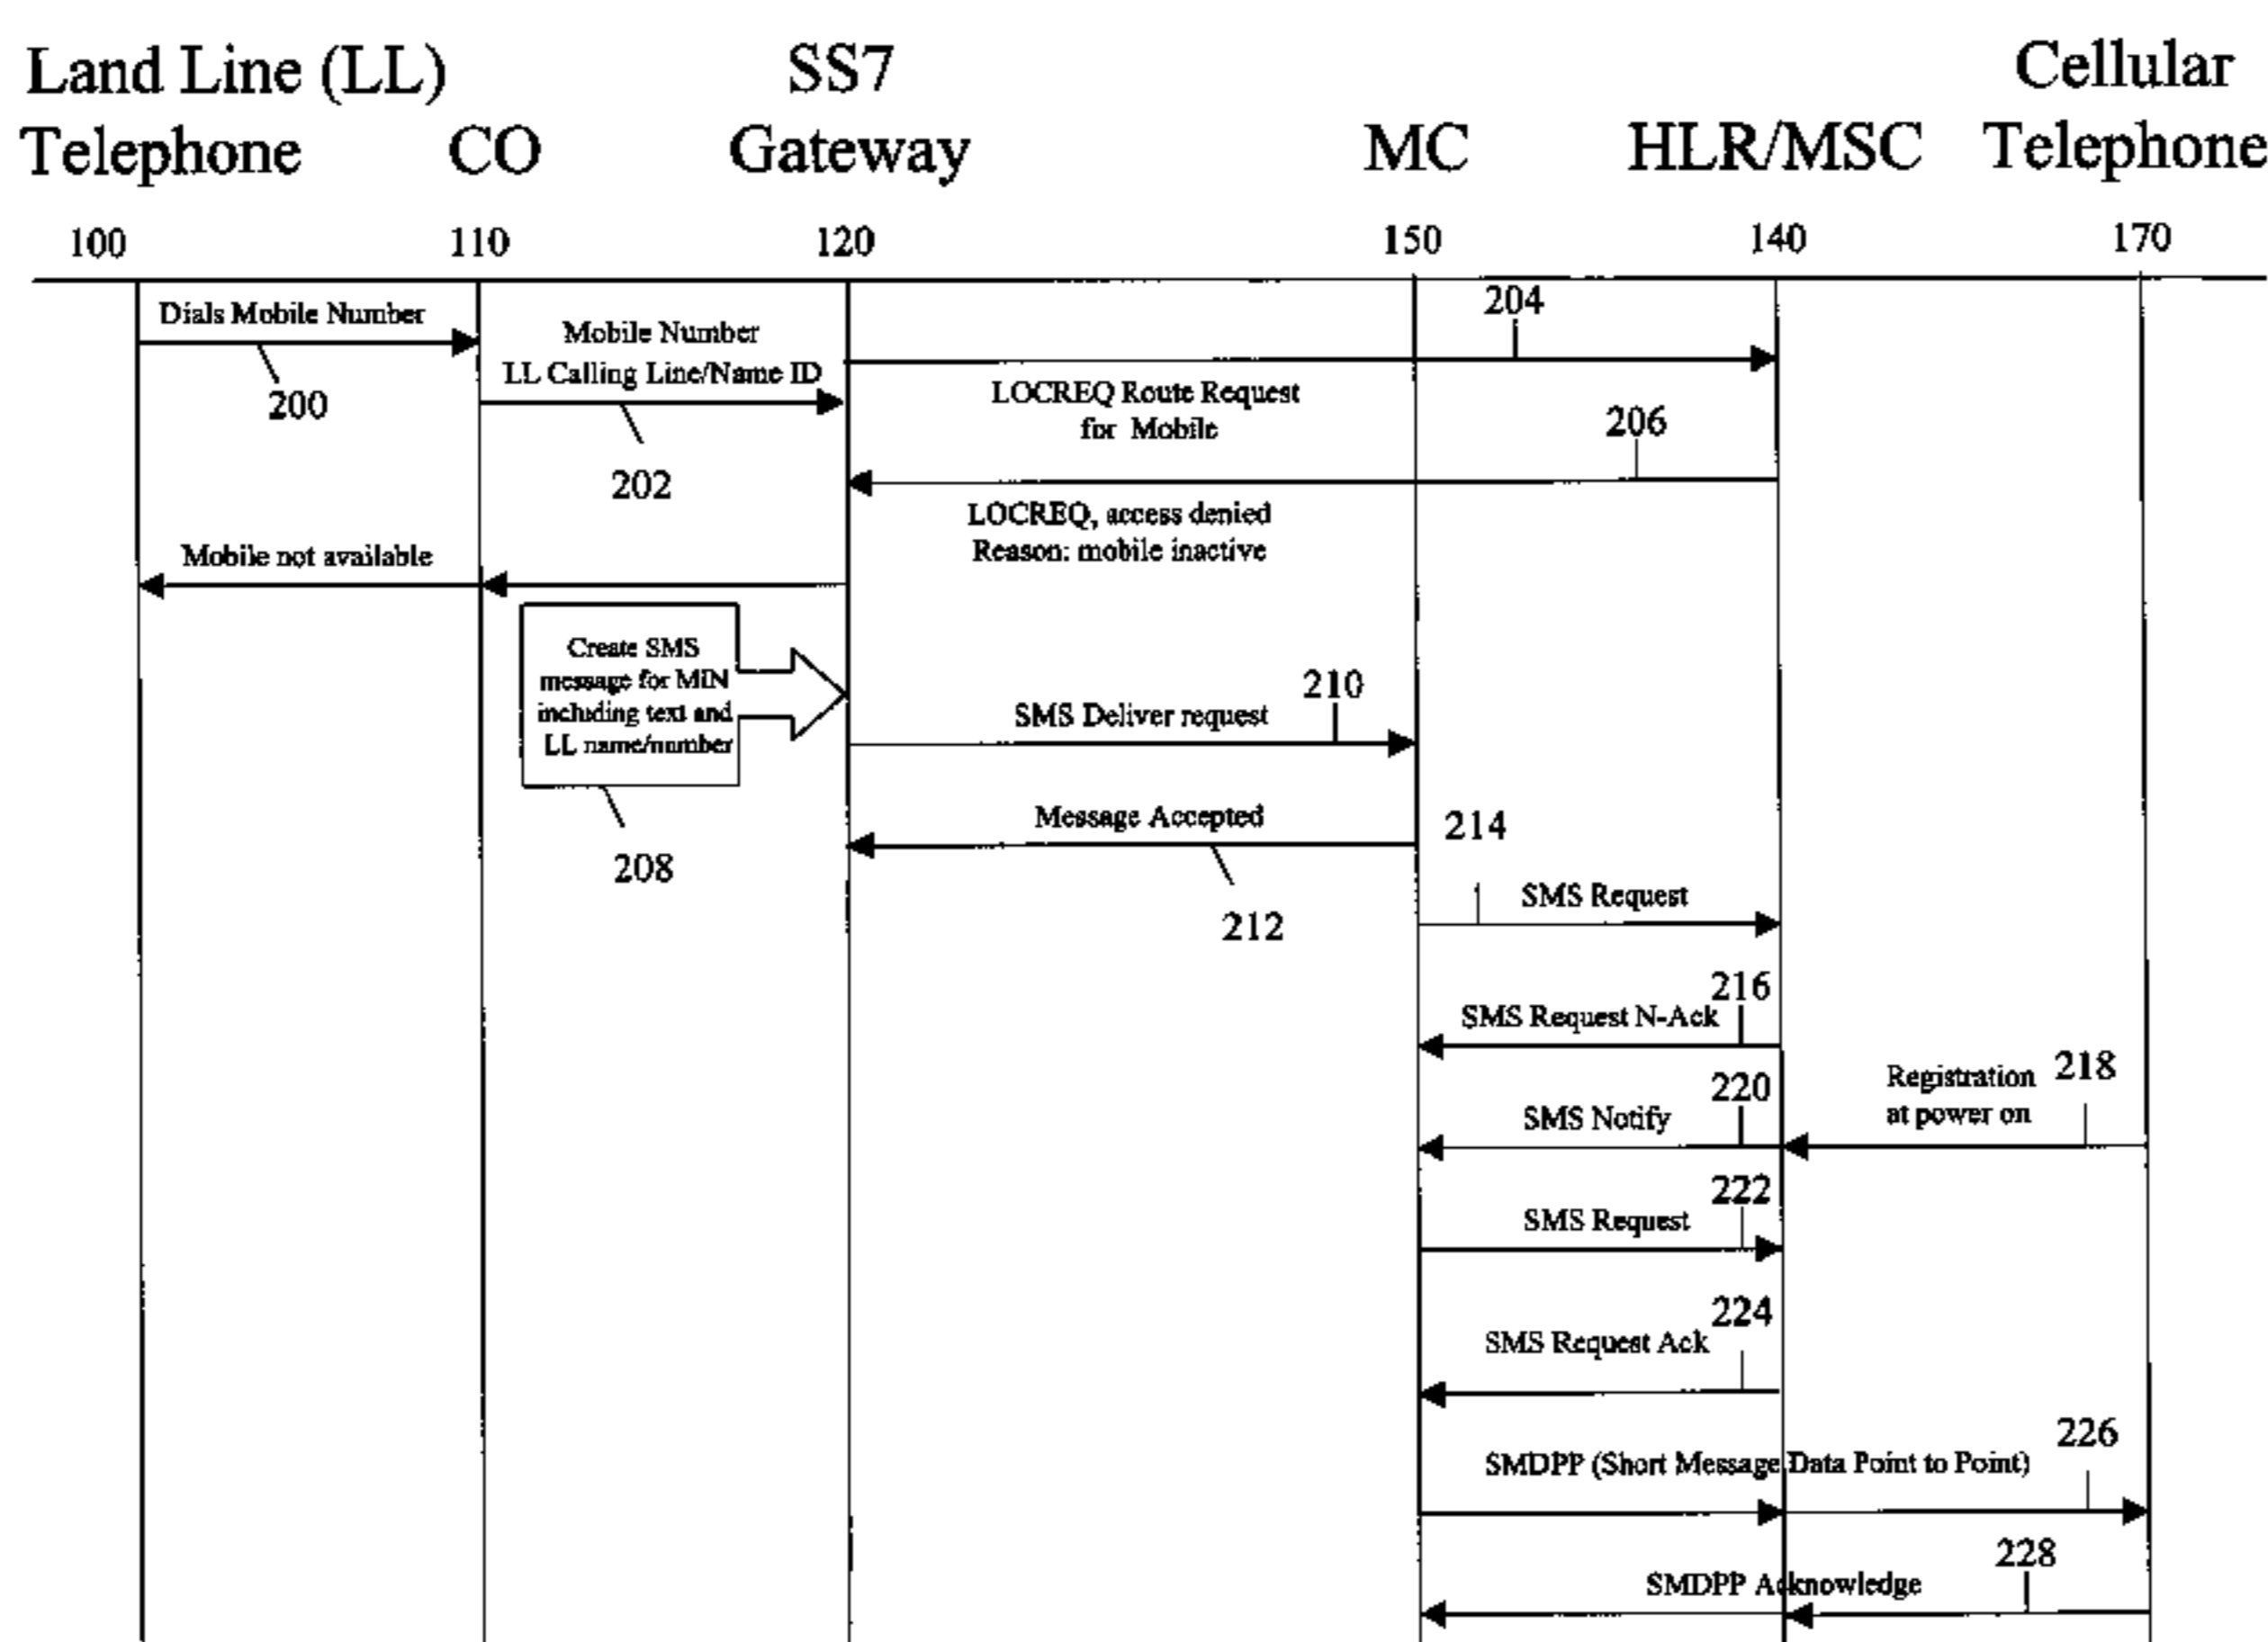 Land Line (LL)
Telephone
CO
SS7
Gateway
MC
HLR/MSC
Cellular
Telephone
100
110
120
150
140
170
Dials Mobile Number
200
Mobile Number
LL Calling Line/Name ID
202
204
LOCREQ Route Request
for Mobile
206
LOCREQ, access denied
Reason: mobile inactive
Mobile not available
Create SMS
message for MIN
including text and
LL name/number
208
210
SMS Deliver request
Message Accepted
212
214
SMS Request
216
SMS Request N-Ack
218
Registration
at power on
220
SMS Notify
222
SMS Request
224
SMS Request Ack
226
SMDPP (Short Message Data Point to Point)
228
SMDPP Acknowledge